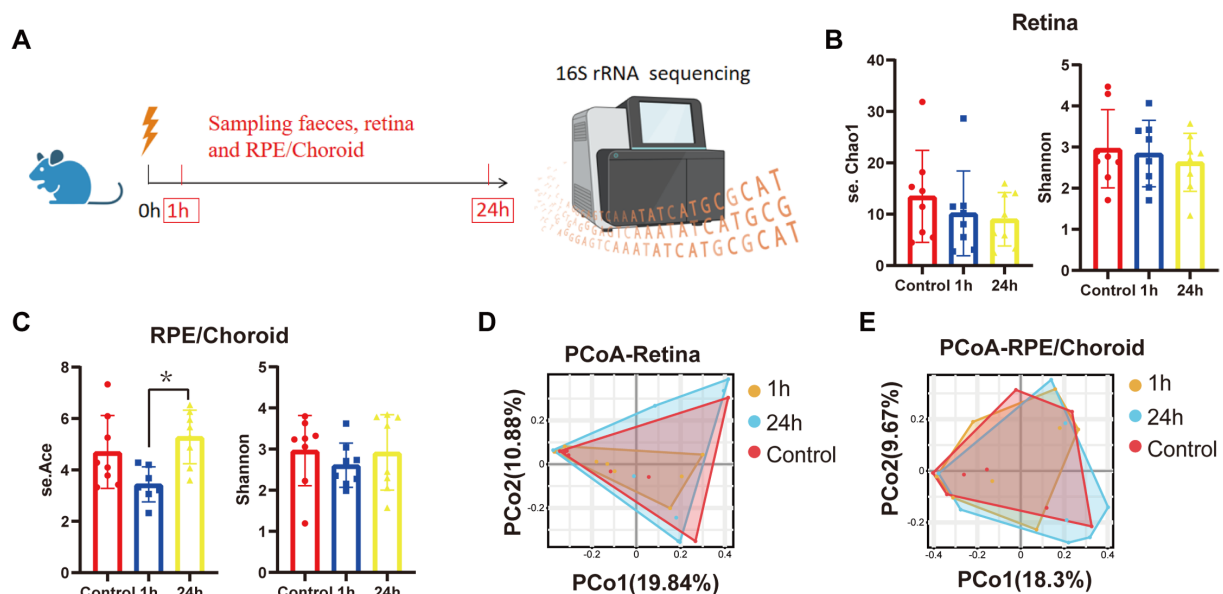 A
Sampling faeces, retina
and RPE/Choroid
0h 1h 24h
16S rRNA sequencing
B
Retina
se. Chao1
40
30
20
10
0
Control 1h 24h
Shannon
5
4
3
2
1
0
Control 1h 24h
C
RPE/Choroid
se.Ace
8
6
4
2
0
*
Control 1h 24h
Shannon
5
4
3
2
1
0
Control 1h 24h
D
PCoA-Retina
PCo2(10.88%)
0.2
0
-0.2
-0.2 0 0.2 0.4
PCo1(19.84%)
1h
24h
Control
E
PCoA-RPE/Choroid
PCo2(9.67%)
0.2
0
-0.2
-0.4 -0.2 0 0.2 0.4
PCo1(18.3%)
1h
24h
Control